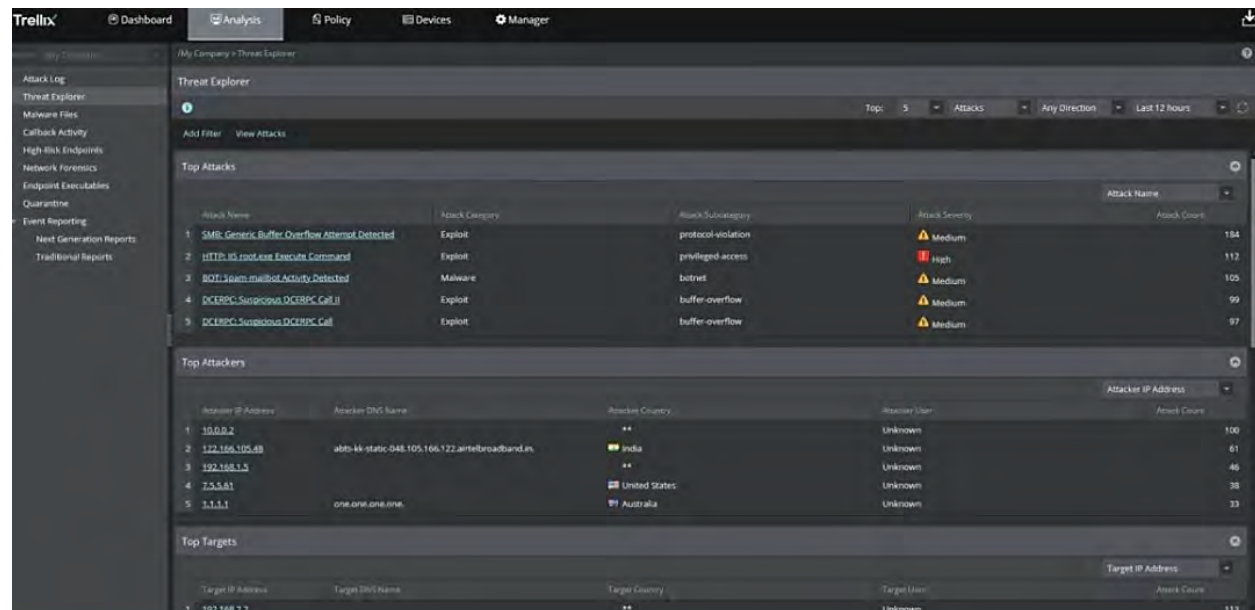 Trellix Dashboard Analysis Policy Devices Manager
/My Company > Threat Explorer
Attack Log
Threat Explorer
Malware Files
Callback Activity
High-Risk Endpoints
Network Forensics
Endpoint Executables
Quarantine
Event Reporting
Next Generation Reports
Traditional Reports
Threat Explorer
Top: 5 Attacks Any Direction Last 12 hours
Add Filter View Attacks
Top Attacks
Attack Name
Attack Name Attack Category Attack Subcategory Attack Severity Attack Count
1 SMB: Generic Buffer Overflow Attempt Detected Exploit protocol-violation Medium 184
2 HTTP: IIS root.exe Execute Command Exploit privileged-access High 112
3 BOT: Spam-mailbot Activity Detected Malware botnet Medium 105
4 DCERPC: Suspicious DCERPC Call II Exploit buffer-overflow Medium 99
5 DCERPC: Suspicious DCERPC Call Exploit buffer-overflow Medium 97
Top Attackers
Attacker IP Address
Attacker IP Address Attacker DNS Name Attacker Country Attacker User Attack Count
1 10.0.0.2 ** Unknown 100
2 122.166.105.48 abts-kk-static-048.105.166.122.airtelbroadband.in. India Unknown 61
3 192.168.1.5 ** Unknown 46
4 7.5.5.61 United States Unknown 38
5 1.1.1.1 one.one.one.one. Australia Unknown 33
Top Targets
Target IP Address
Target IP Address Target DNS Name Target Country Target User Attack Count
1 192.168.2.2 ** Unknown 113